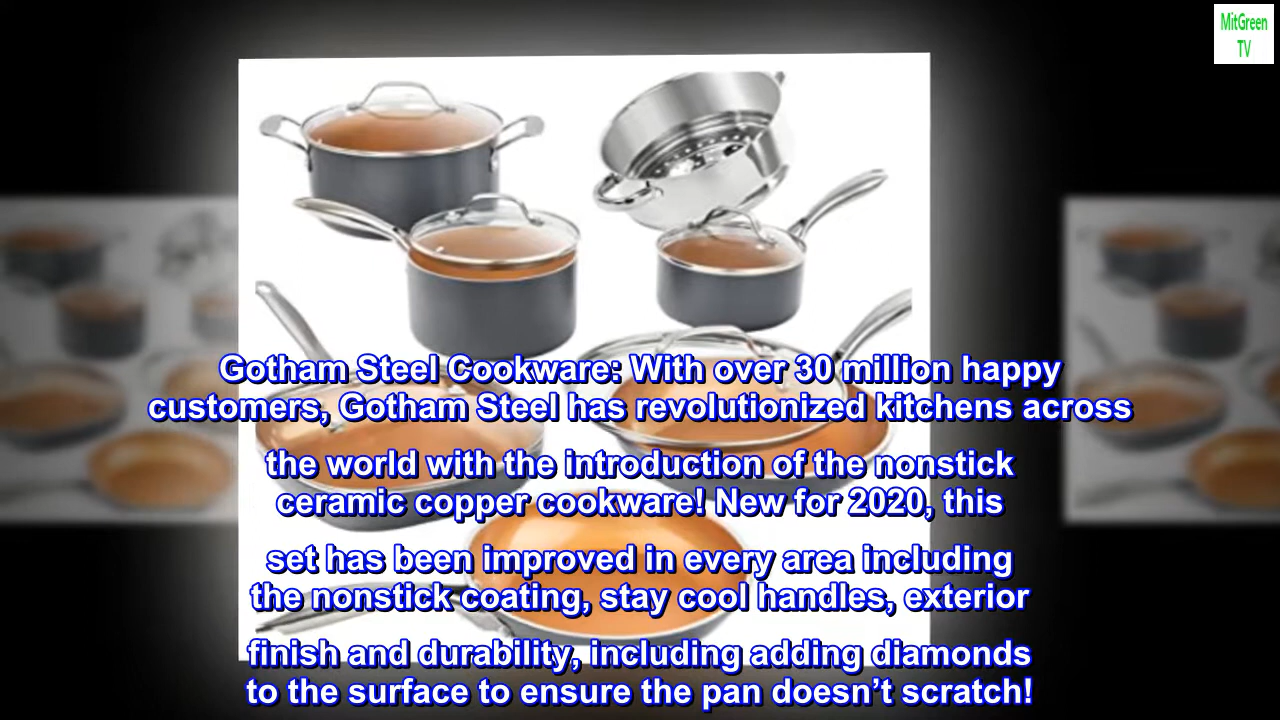 MitGreen
TV
Gotham Steel Cookware: With over 30 million happy
customers, Gotham Steel has revolutionized kitchens across
the world with the introduction of the nonstick
ceramic copper cookware! New for 2020, this
set has been improved in every area including
the nonstick coating, stay cool handles, exterior
finish and durability, including adding diamonds
to the surface to ensure the pan doesn’t scratch!